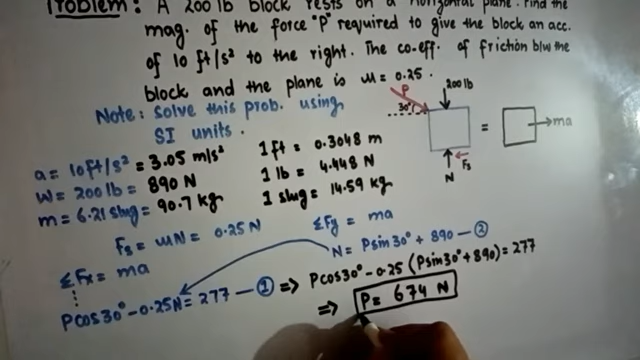 Problem: A 200 lb block rests on a horizontal plane. Find the
mag. of the force "P" required to give the block an acc.
of 10 ft/s² to the right. The co-eff. of friction b/w the
block and the plane is μ = 0.25.
Note: Solve this prob. using
SI units.
P
200 lb
30°
= → ma
Fs
N
a = 10ft/s² = 3.05 m/s²
W = 200 lb = 890 N
m = 6.21 slug = 90.7 kg
1 ft = 0.3048 m
1 lb = 4.448 N
1 slug = 14.59 kg
Fs = μN = 0.25 N
ΣFy = ma
N = Psin30° + 890 — ②
ΣFx = ma
⋮
Pcos30° - 0.25N = 277 — ① ⇒ Pcos30° - 0.25 (Psin30° + 890) = 277
⇒ P = 674 N